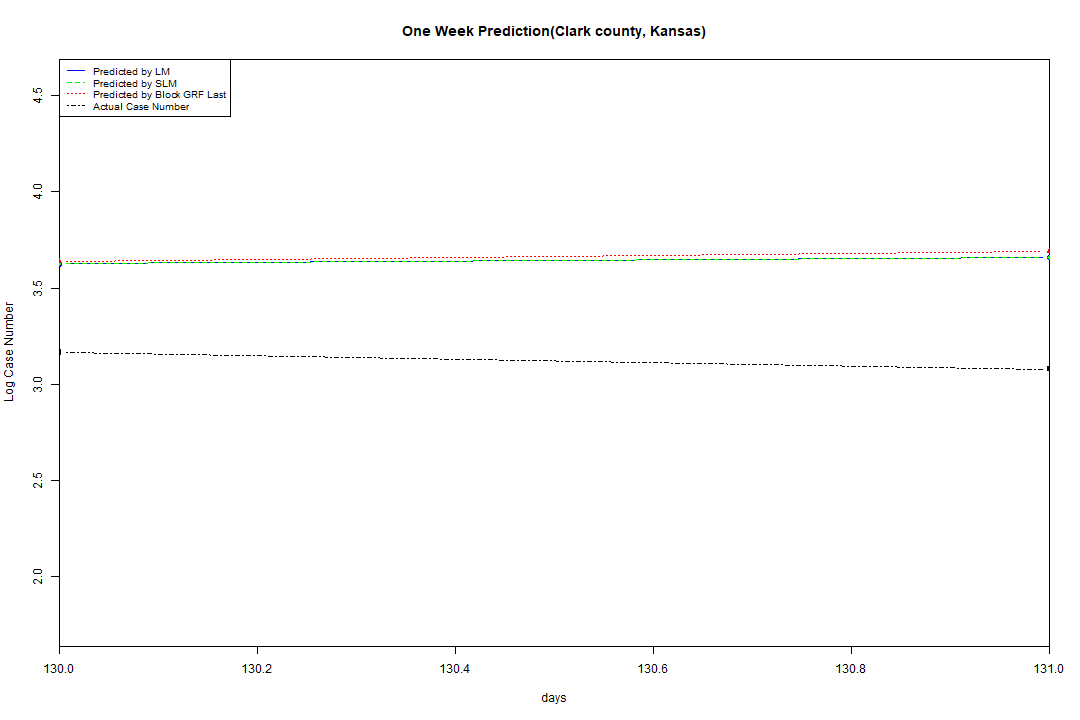 One Week Prediction(Clark county, Kansas)
Predicted by LM
Predicted by SLM
Predicted by Block GRF Last
Actual Case Number
4.5
4.0
3.5
3.0
2.5
2.0
Log Case Number
130.0 130.2 130.4 130.6 130.8 131.0
days